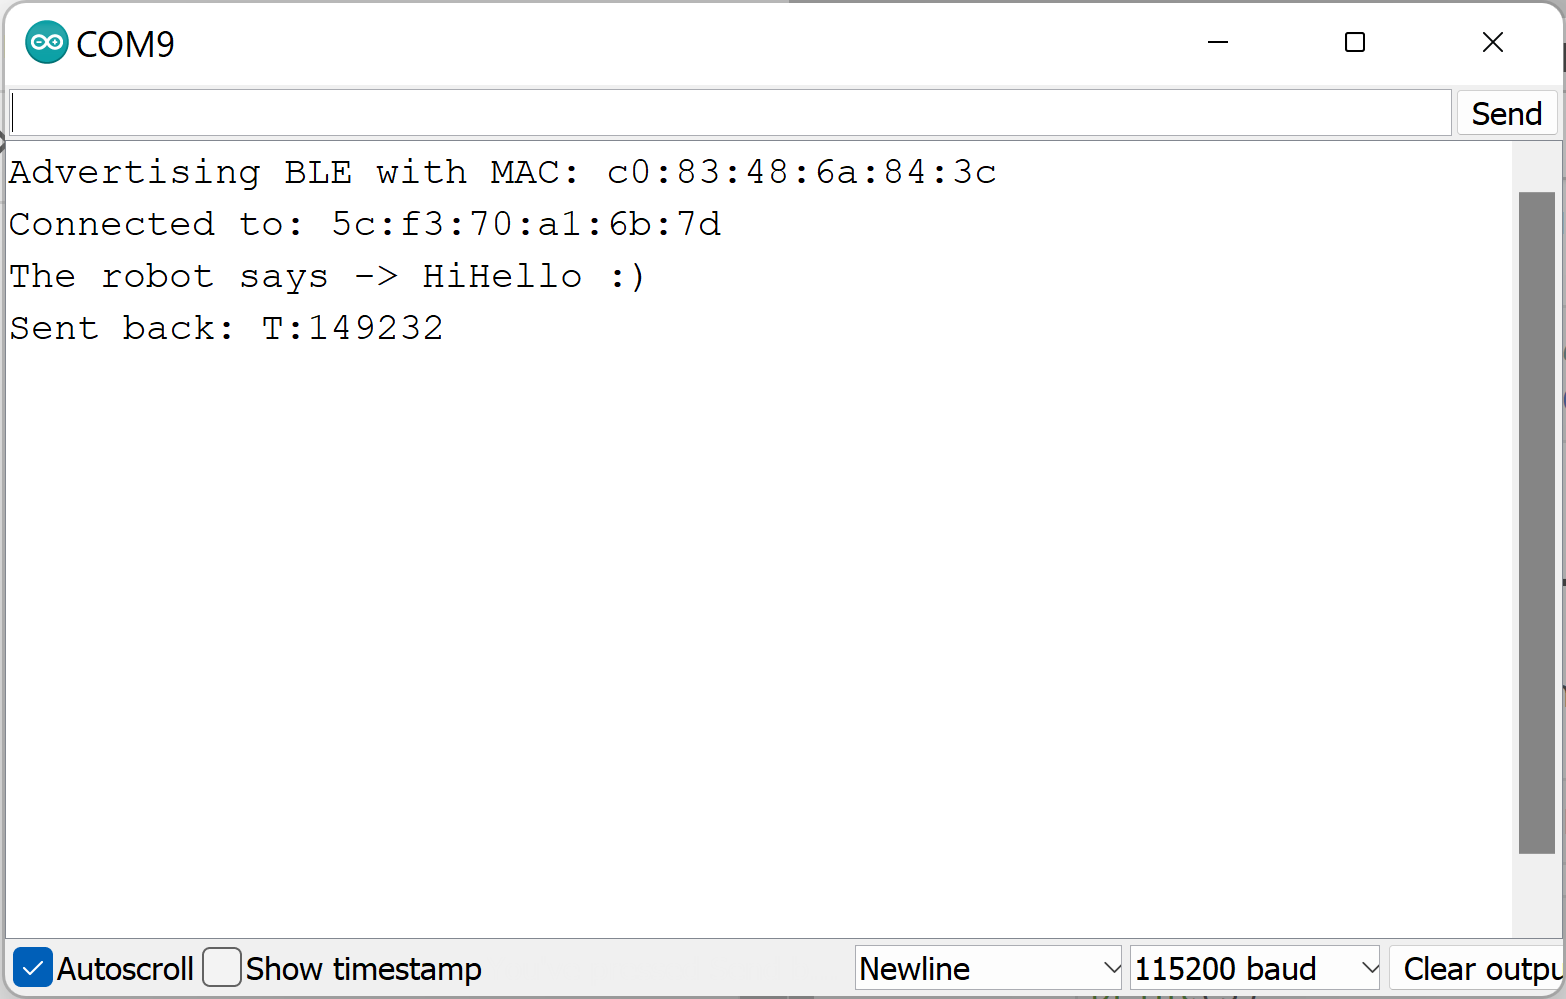 COM9
Send
Advertising BLE with MAC: c0:83:48:6a:84:3c
Connected to: 5c:f3:70:a1:6b:7d
The robot says -> HiHello :)
Sent back: T:149232
Autoscroll Show timestamp Newline 115200 baud Clear outpu